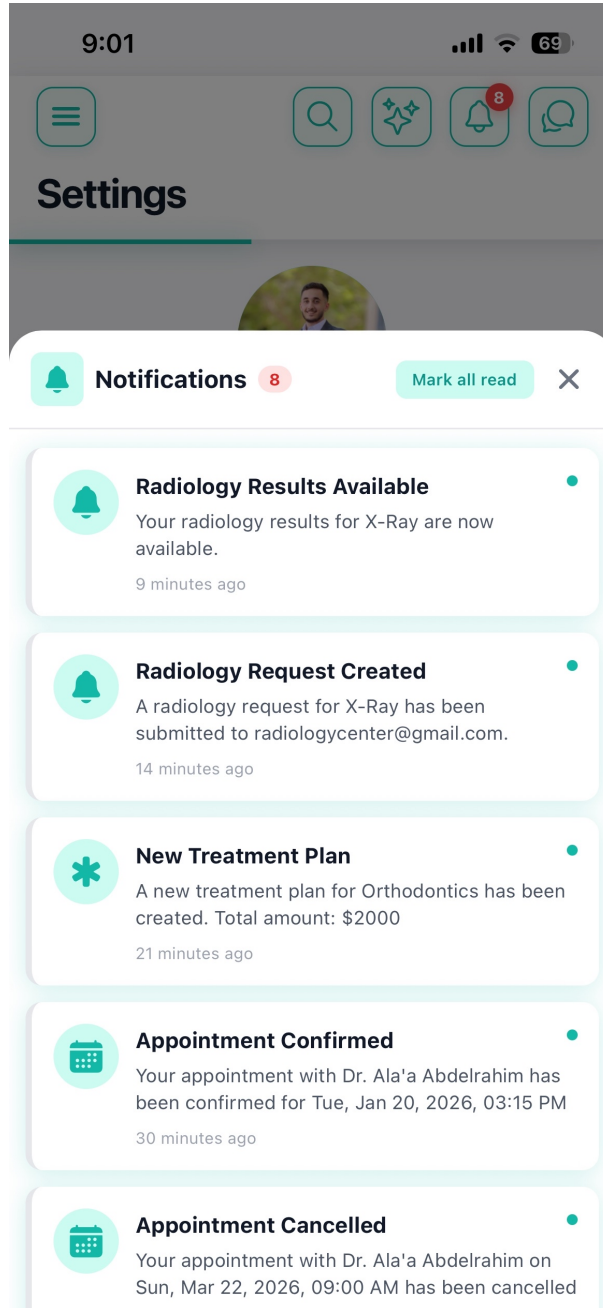 9:01
69
8
Settings
Notifications 8
Mark all read
Radiology Results Available
Your radiology results for X-Ray are now
available.
9 minutes ago
Radiology Request Created
A radiology request for X-Ray has been
submitted to radiologycenter@gmail.com.
14 minutes ago
New Treatment Plan
A new treatment plan for Orthodontics has been
created. Total amount: $2000
21 minutes ago
Appointment Confirmed
Your appointment with Dr. Ala'a Abdelrahim has
been confirmed for Tue, Jan 20, 2026, 03:15 PM
30 minutes ago
Appointment Cancelled
Your appointment with Dr. Ala'a Abdelrahim on
Sun, Mar 22, 2026, 09:00 AM has been cancelled